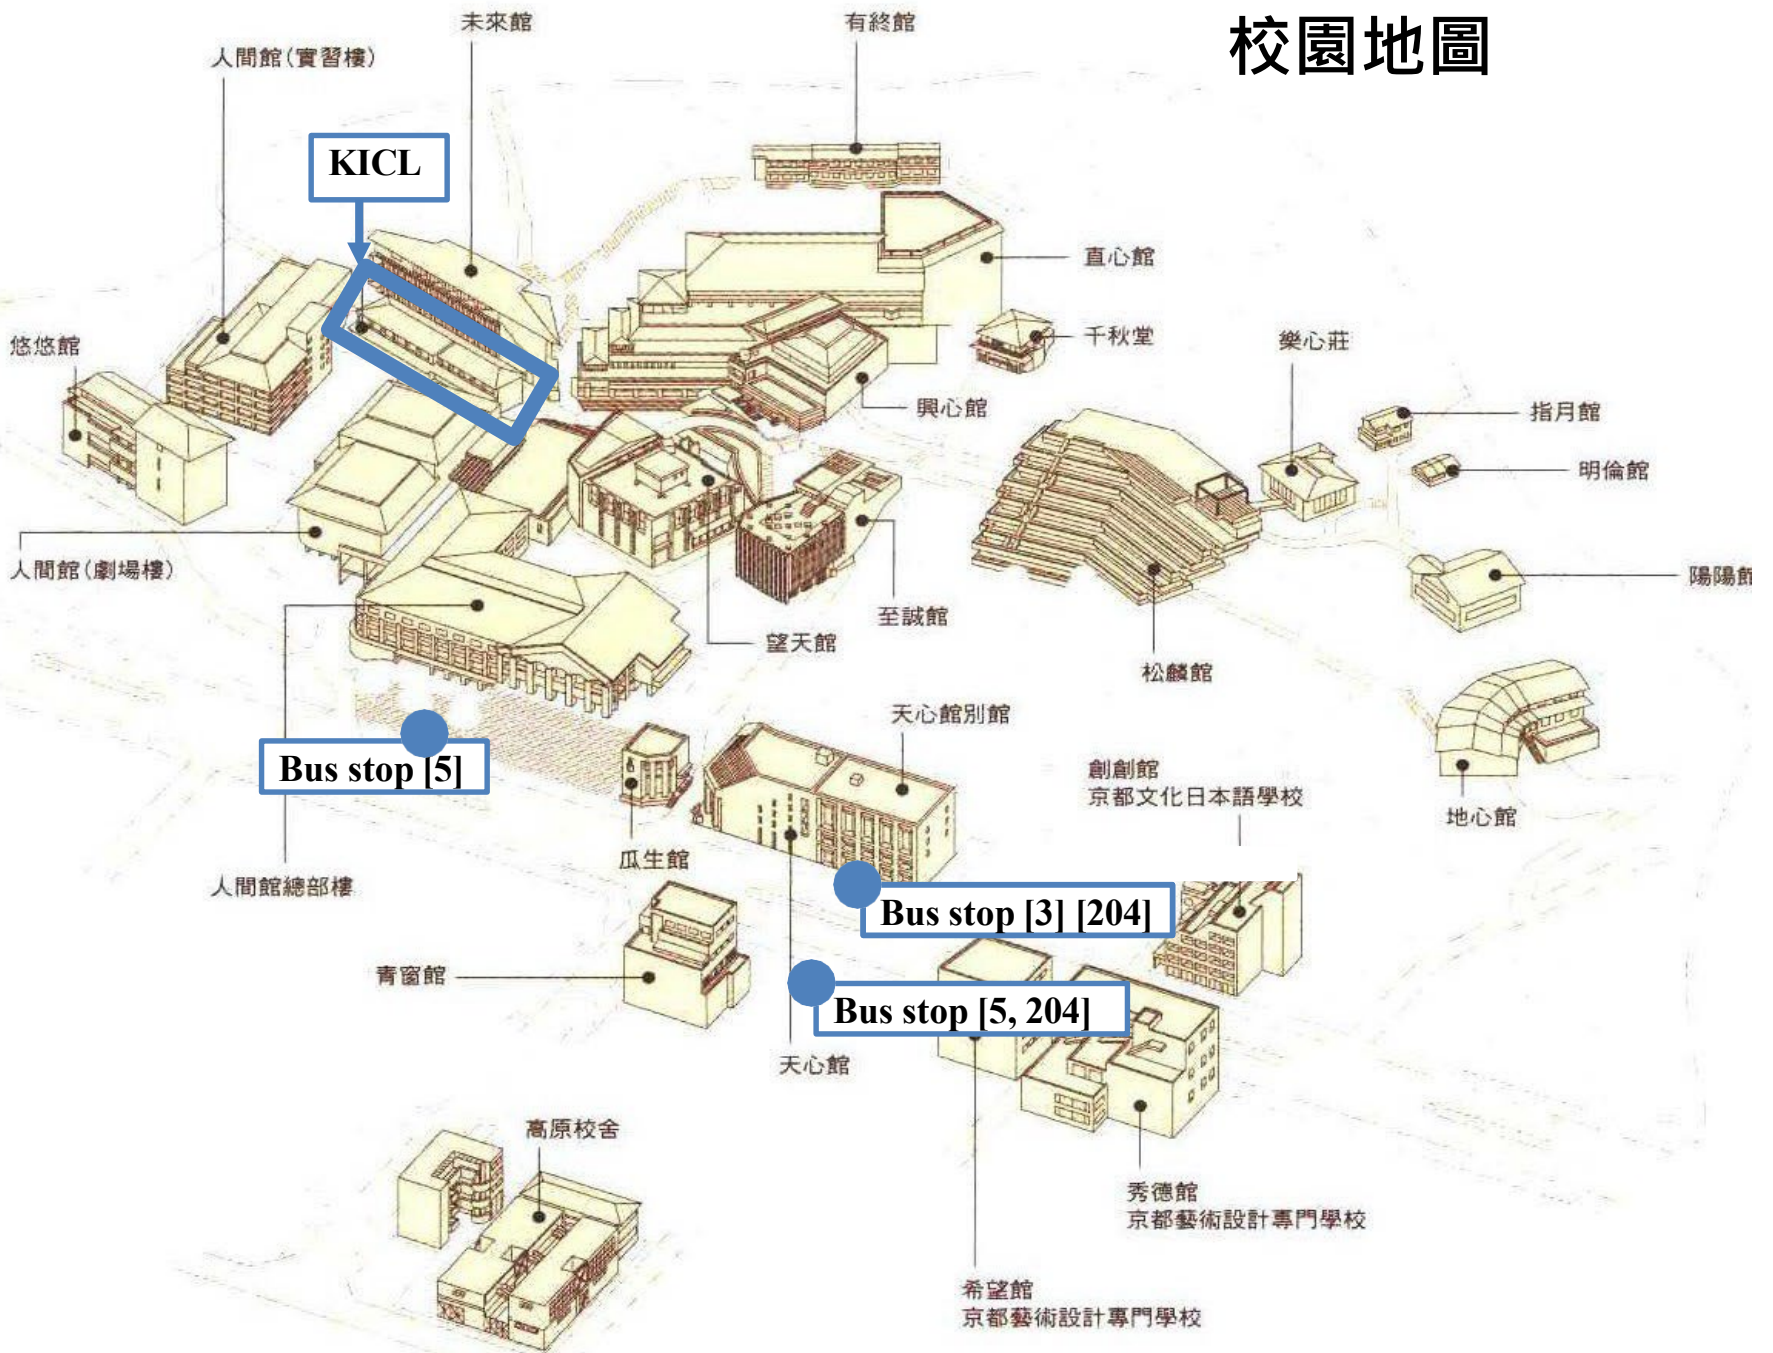 校園地圖
未來館
有終館
人間館(實習樓)
KICL
直心館
千秋堂
樂心莊
悠悠館
興心館
指月館
明倫館
人間館(劇場樓)
陽陽館
至誠館
望天館
松麟館
天心館別館
Bus stop [5]
創創館
京都文化日本語學校
地心館
瓜生館
人間館總部樓
Bus stop [3] [204]
青窗館
Bus stop [5, 204]
天心館
高原校舍
秀德館
京都藝術設計專門學校
希望館
京都藝術設計專門學校